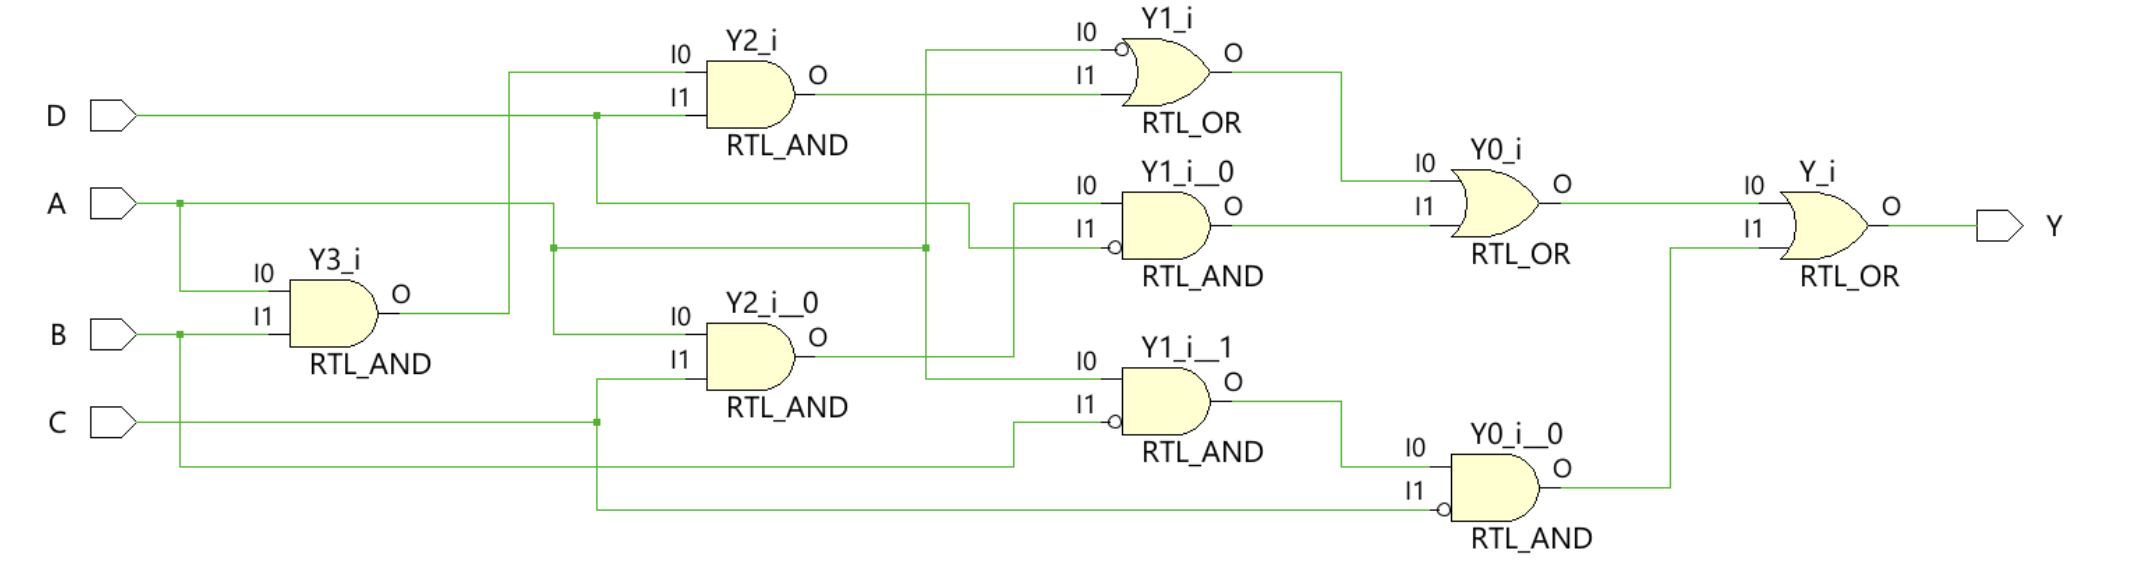 D
A
B
C
Y3_i
I0
I1
O
RTL_AND
Y2_i
I0
I1
O
RTL_AND
Y2_i__0
I0
I1
O
RTL_AND
Y1_i
I0
I1
O
RTL_OR
Y1_i__0
I0
I1
O
RTL_AND
Y1_i__1
I0
I1
O
RTL_AND
Y0_i
I0
I1
O
RTL_OR
Y0_i__0
I0
I1
O
RTL_AND
Y_i
I0
I1
O
RTL_OR
Y